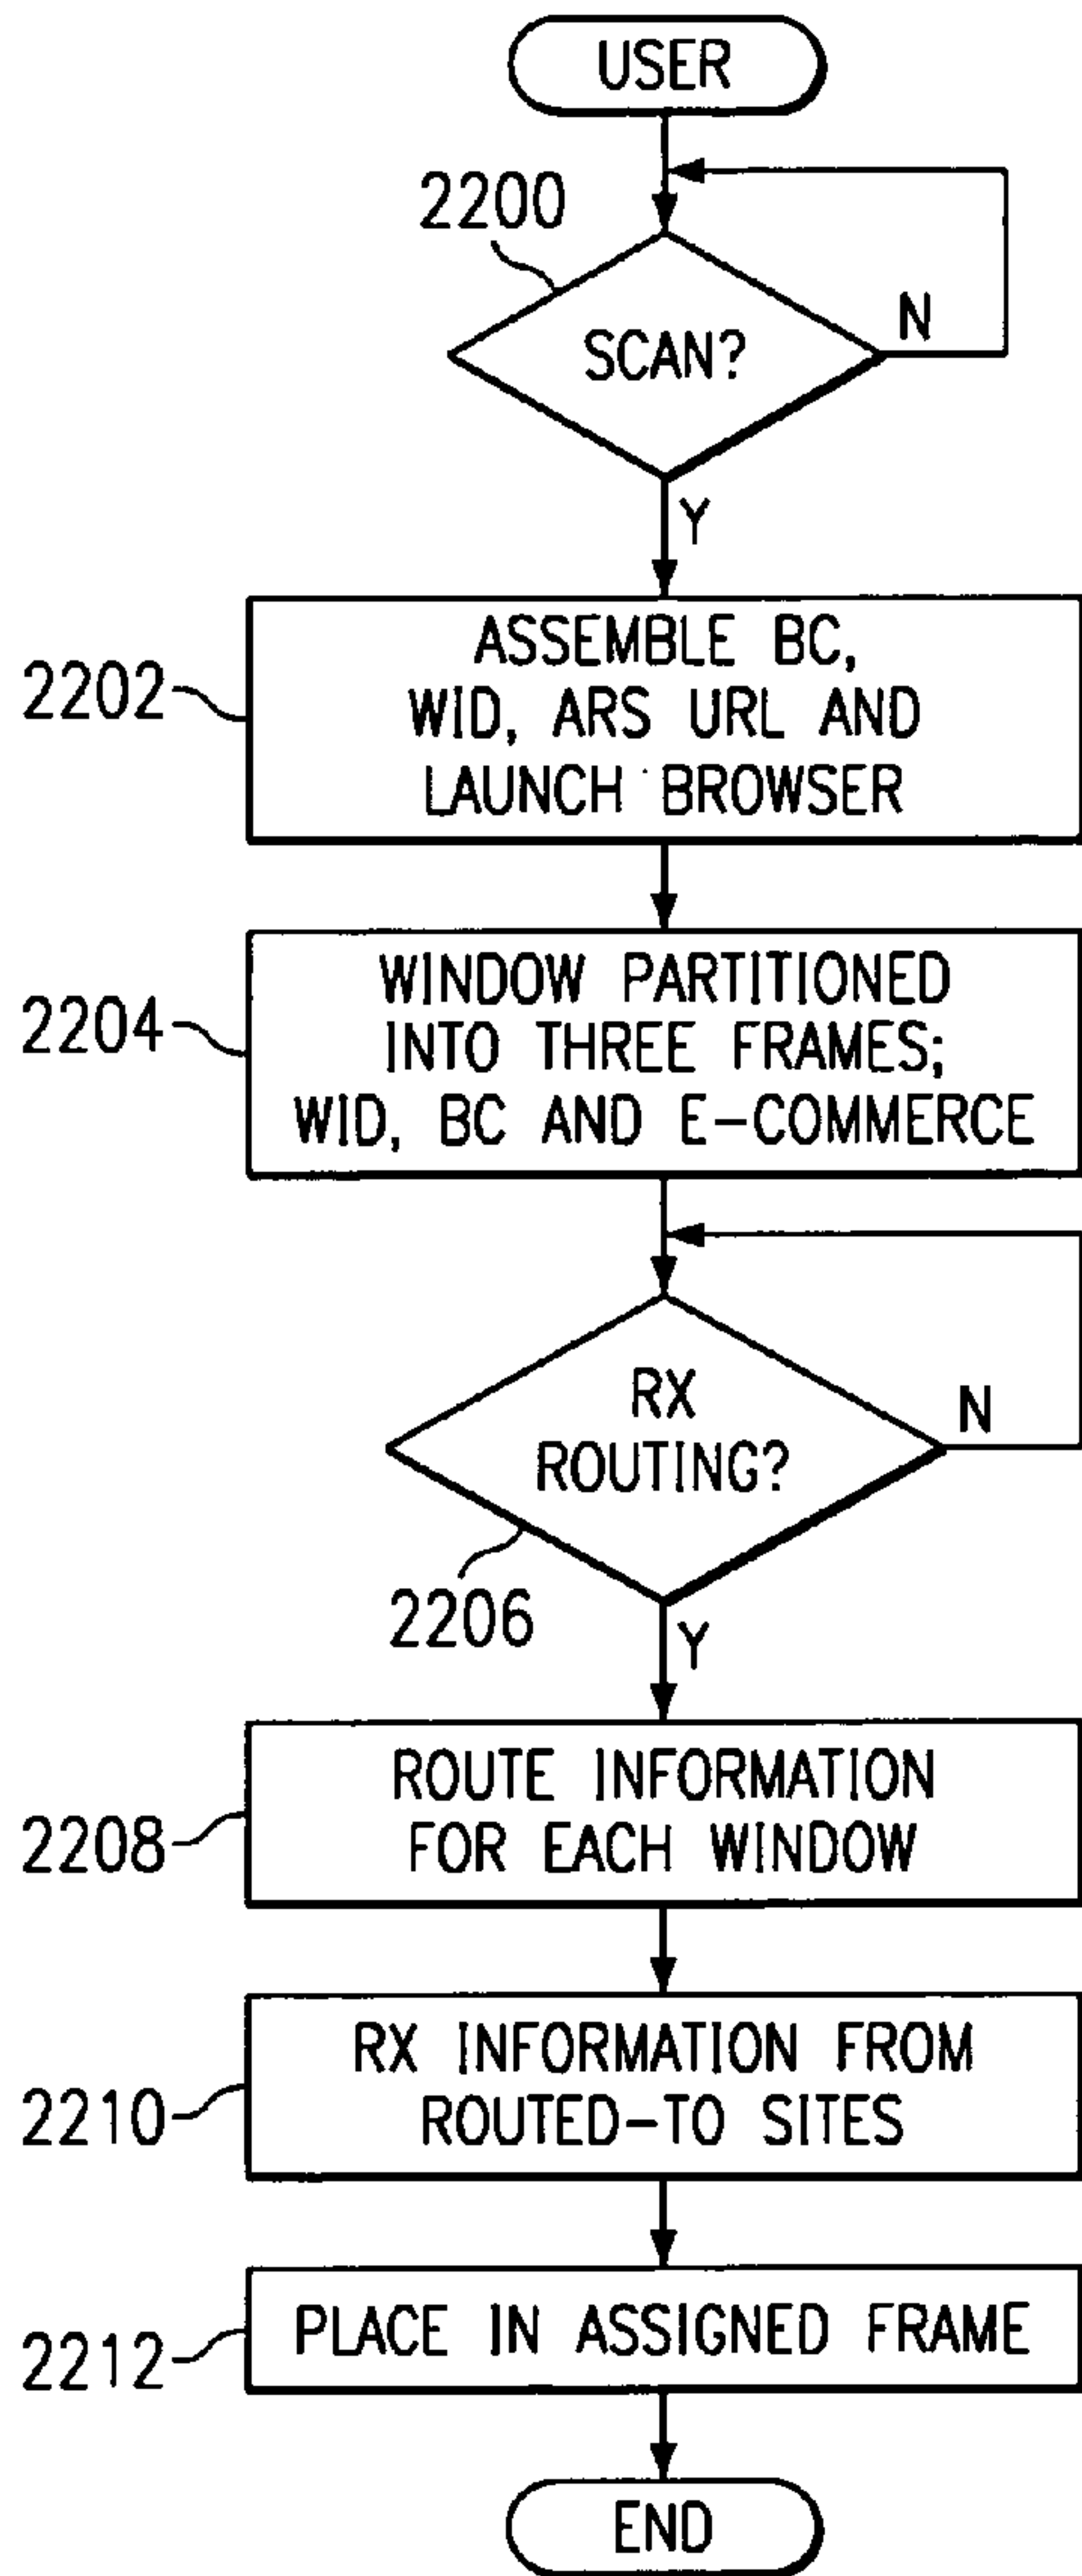 USER
2200
SCAN?
N
Y
2202
ASSEMBLE BC,
WID, ARS URL AND
LAUNCH BROWSER
2204
WINDOW PARTITIONED
INTO THREE FRAMES;
WID, BC AND E-COMMERCE
RX
ROUTING?
N
2206
Y
2208
ROUTE INFORMATION
FOR EACH WINDOW
2210
RX INFORMATION FROM
ROUTED-TO SITES
2212
PLACE IN ASSIGNED FRAME
END